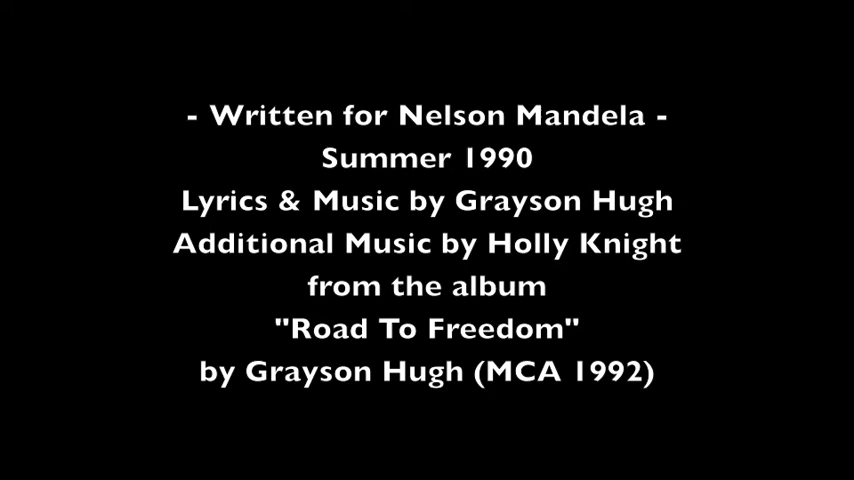 - Written for Nelson Mandela -
Summer 1990
Lyrics & Music by Grayson Hugh
Additional Music by Holly Knight
from the album
"Road To Freedom"
by Grayson Hugh (MCA 1992)